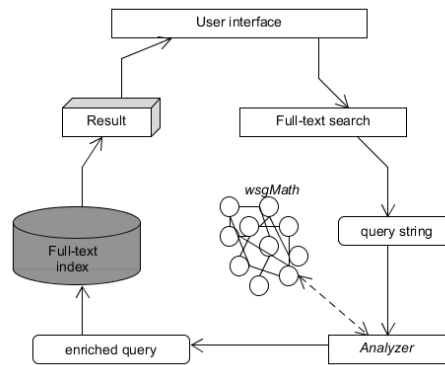 User interface
Result
Full-text search
wsgMath
Full-text
index
query string
enriched query
Analyzer